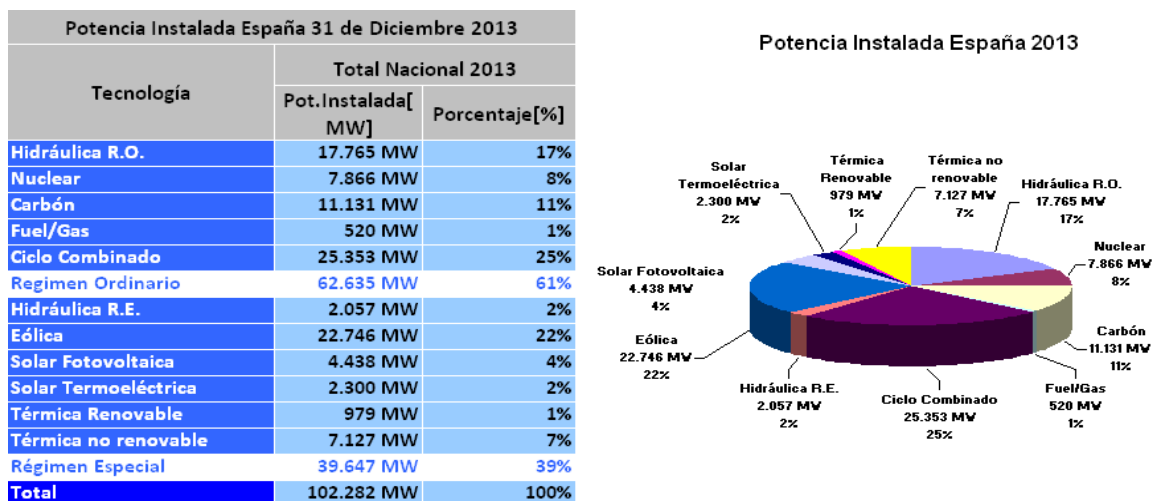 Potencia Instalada España 31 de Diciembre 2013
Tecnología
Total Nacional 2013
Pot.Instalada[
MW]
Porcentaje[%]
Hidráulica R.O. 17.765 MW 17%
Nuclear 7.866 MW 8%
Carbón 11.131 MW 11%
Fuel/Gas 520 MW 1%
Ciclo Combinado 25.353 MW 25%
Regimen Ordinario 62.635 MW 61%
Hidráulica R.E. 2.057 MW 2%
Eólica 22.746 MW 22%
Solar Fotovoltaica 4.438 MW 4%
Solar Termoeléctrica 2.300 MW 2%
Térmica Renovable 979 MW 1%
Térmica no renovable 7.127 MW 7%
Régimen Especial 39.647 MW 39%
Total 102.282 MW 100%
Potencia Instalada España 2013
Solar
Termoeléctrica
2.300 MW
2%
Térmica
Renovable
979 MW
1%
Térmica no
renovable
7.127 MW
7%
Hidráulica R.O.
17.765 MW
17%
Nuclear
7.866 MW
8%
Carbón
11.131 MW
11%
Fuel/Gas
520 MW
1%
Ciclo Combinado
25.353 MW
25%
Hidráulica R.E.
2.057 MW
2%
Eólica
22.746 MW
22%
Solar Fotovoltaica
4.438 MW
4%